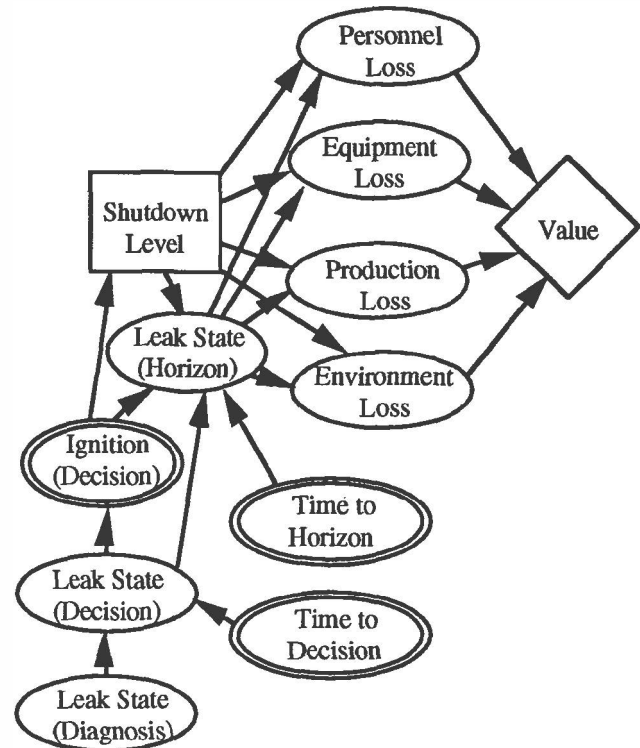 Personnel
Loss
Equipment
Loss
Shutdown
Level
Value
Production
Loss
Leak State
(Horizon)
Environment
Loss
Ignition
(Decision)
Time to
Horizon
Leak State
(Decision)
Time to
Decision
Leak State
(Diagnosis)